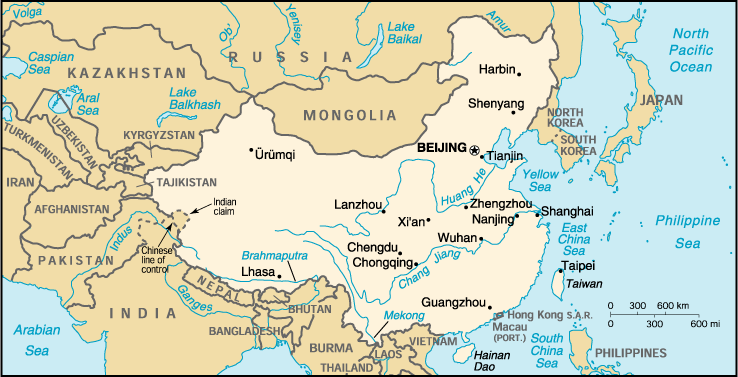 Volga
Ob'
Yenisey
Lake
Baikal
Amur
RUSSIA
North
Pacific
Ocean
Caspian
Sea
KAZAKHSTAN
Aral
Sea
Lake
Balkhash
MONGOLIA
Harbin
Shenyang
JAPAN
NORTH
KOREA
SOUTH
KOREA
UZBEKISTAN
TURKMENISTAN
KYRGYZSTAN
TAJIKISTAN
Ürümqi
BEIJING
Tianjin
Huang He
Yellow
Sea
IRAN
AFGHANISTAN
PAKISTAN
Indus
Indian
claim
Chinese
line of
control
Lanzhou
Xi'an
Zhengzhou
Nanjing
Shanghai
Wuhan
Chengdu
Chongqing
Chang Jiang
East
China
Sea
Philippine
Sea
Brahmaputra
Lhasa
NEPAL
BHUTAN
Ganges
INDIA
BANGLADESH
Mekong
Guangzhou
Taipei
Taiwan
Hong Kong S.A.R.
Macau
(PORT.)
0 300 600 km
0 300 600 mi
Arabian
Sea
BURMA
LAOS
VIETNAM
THAILAND
Hainan
Dao
South
China
Sea
PHILIPPINES